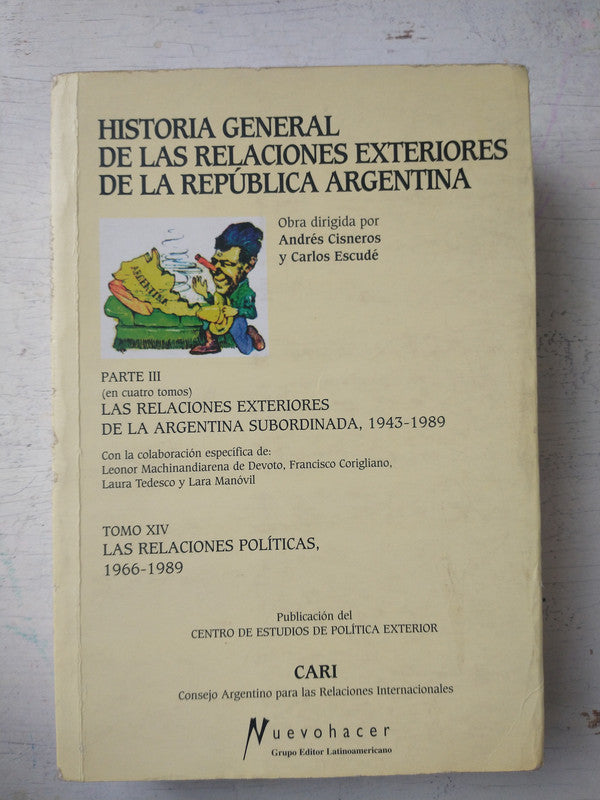 HISTORIA GENERAL
DE LAS RELACIONES EXTERIORES
DE LA REPÚBLICA ARGENTINA
Obra dirigida por
Andrés Cisneros
y Carlos Escudé
ARGENTINA
PARTE III
(en cuatro tomos)
LAS RELACIONES EXTERIORES
DE LA ARGENTINA SUBORDINADA, 1943-1989
Con la colaboración específica de:
Leonor Machinandiarena de Devoto, Francisco Corigliano,
Laura Tedesco y Lara Manóvil
TOMO XIV
LAS RELACIONES POLÍTICAS,
1966-1989
Publicación del
CENTRO DE ESTUDIOS DE POLÍTICA EXTERIOR
CARI
Consejo Argentino para las Relaciones Internacionales
Nuevohacer
Grupo Editor Latinoamericano